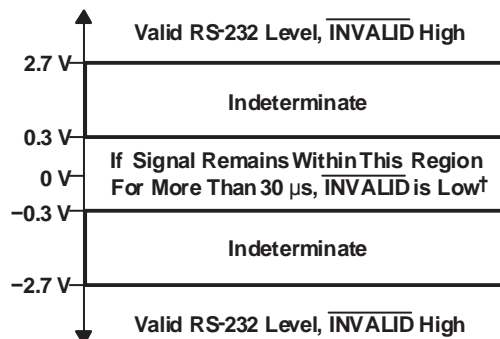 Valid RS-232 Level, INVALID High
2.7 V
Indeterminate
0.3 V
If Signal Remains Within This Region
0 V
For More Than 30 μs, INVALID is Low†
−0.3 V
Indeterminate
−2.7 V
Valid RS-232 Level, INVALID High